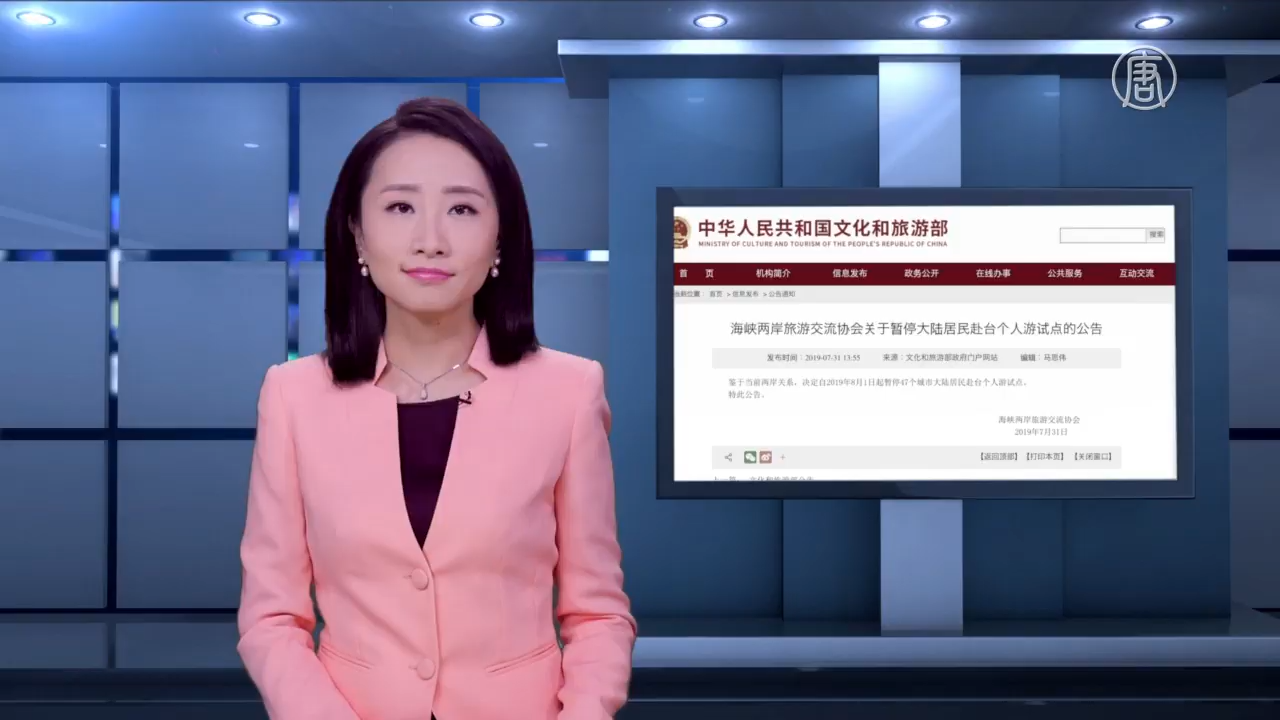 唐
中华人民共和国文化和旅游部
MINISTRY OF CULTURE AND TOURISM OF THE PEOPLE'S REPUBLIC OF CHINA
搜索
首 页 机构简介 信息发布 政务公开 在线办事 公共服务 互动交流
当前位置： 首页 > 信息发布 > 公告通知
海峡两岸旅游交流协会关于暂停大陆居民赴台个人游试点的公告
发布时间：2019-07-31 13:55 来源：文化和旅游部政府门户网站 编辑：马思伟
鉴于当前两岸关系，决定自2019年8月1日起暂停47个城市大陆居民赴台个人游试点。
特此公告。
海峡两岸旅游交流协会
2019年7月31日
【返回顶部】 【打印本页】 【关闭窗口】